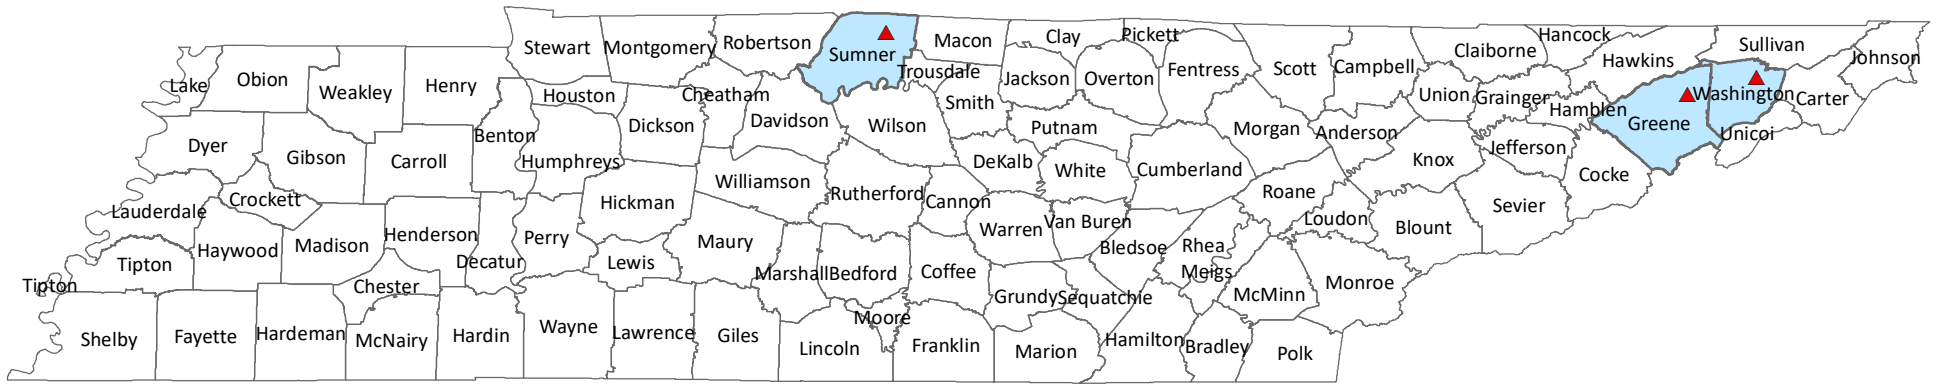 Stewart
Montgomery
Robertson
Sumner
Macon
Clay
Pickett
Hancock
Sullivan
Johnson
Lake
Obion
Weakley
Henry
Houston
Cheatham
Trousdale
Jackson
Overton
Fentress
Scott
Campbell
Claiborne
Hawkins
Union
Grainger
Hamblen
Greene
Washington
Carter
Unicoi
Dyer
Gibson
Carroll
Benton
Humphreys
Dickson
Davidson
Wilson
Smith
Putnam
DeKalb
White
Cumberland
Morgan
Anderson
Knox
Jefferson
Cocke
Lauderdale
Crockett
Haywood
Madison
Henderson
Decatur
Perry
Hickman
Williamson
Rutherford
Cannon
Warren
Van Buren
Bledsoe
Rhea
Roane
Loudon
Blount
Sevier
Tipton
Tipton
Chester
Lewis
Maury
Marshall
Bedford
Coffee
Grundy
Sequatchie
Meigs
McMinn
Monroe
Shelby
Fayette
Hardeman
McNairy
Hardin
Wayne
Lawrence
Giles
Lincoln
Moore
Franklin
Marion
Hamilton
Bradley
Polk